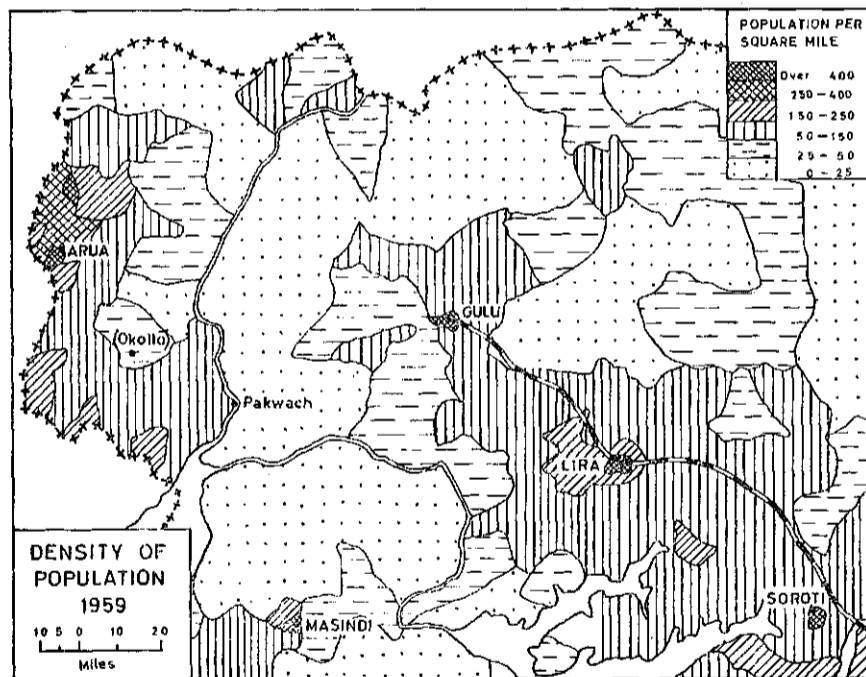 POPULATION PER
SQUARE MILE
Over 400
250-400
150-250
50-150
25-50
0-25
ARUA
GULU
(Okollo)
Pakwach
LIRA
DENSITY OF
POPULATION
1959
SOROTI
MASINDI
10 5 0 10 20
Miles